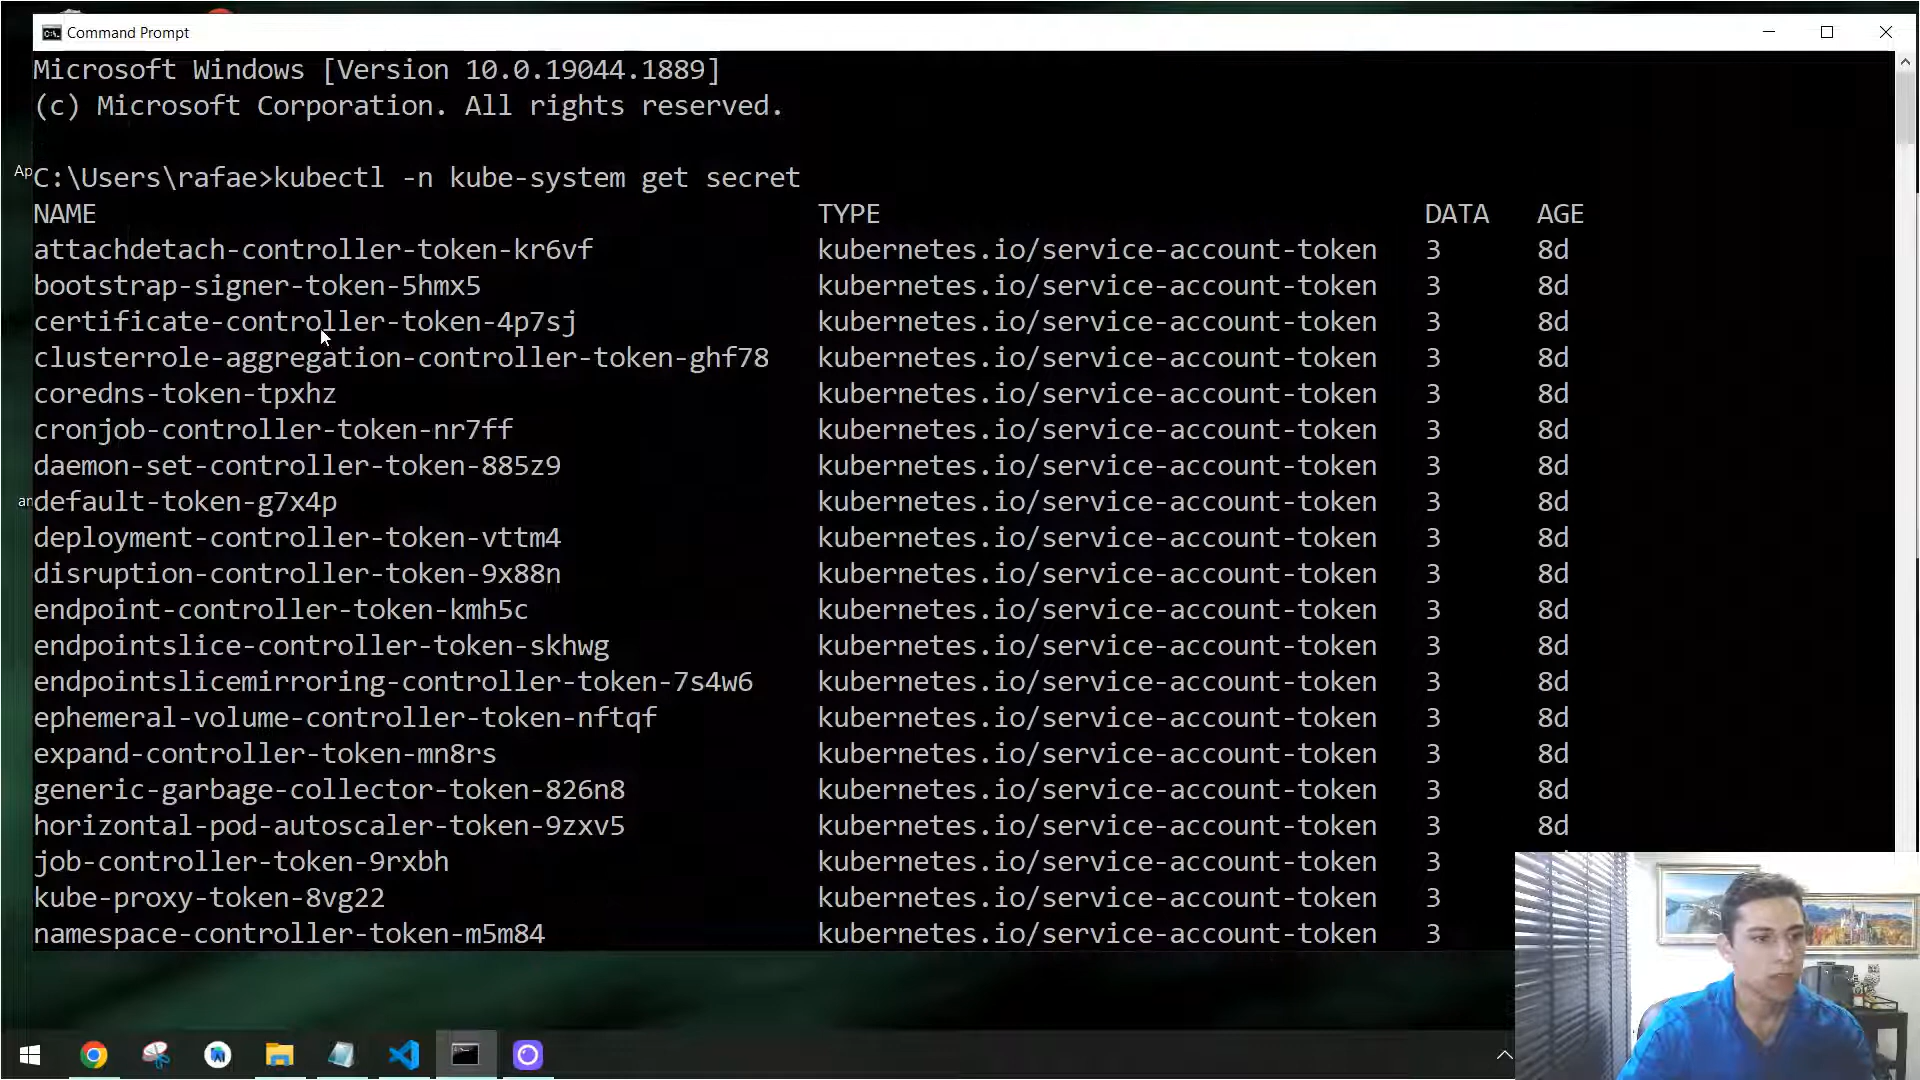 Command Prompt
Microsoft Windows [Version 10.0.19044.1889]
(c) Microsoft Corporation. All rights reserved.
Ap
C:\Users\rafae>kubectl -n kube-system get secret
NAME TYPE DATA AGE
attachdetach-controller-token-kr6vf kubernetes.io/service-account-token 3 8d
bootstrap-signer-token-5hmx5 kubernetes.io/service-account-token 3 8d
certificate-controller-token-4p7sj kubernetes.io/service-account-token 3 8d
clusterrole-aggregation-controller-token-ghf78 kubernetes.io/service-account-token 3 8d
coredns-token-tpxhz kubernetes.io/service-account-token 3 8d
cronjob-controller-token-nr7ff kubernetes.io/service-account-token 3 8d
daemon-set-controller-token-885z9 kubernetes.io/service-account-token 3 8d
an
default-token-g7x4p kubernetes.io/service-account-token 3 8d
deployment-controller-token-vttm4 kubernetes.io/service-account-token 3 8d
disruption-controller-token-9x88n kubernetes.io/service-account-token 3 8d
endpoint-controller-token-kmh5c kubernetes.io/service-account-token 3 8d
endpointslice-controller-token-skhwg kubernetes.io/service-account-token 3 8d
endpointslicemirroring-controller-token-7s4w6 kubernetes.io/service-account-token 3 8d
ephemeral-volume-controller-token-nftqf kubernetes.io/service-account-token 3 8d
expand-controller-token-mn8rs kubernetes.io/service-account-token 3 8d
generic-garbage-collector-token-826n8 kubernetes.io/service-account-token 3 8d
horizontal-pod-autoscaler-token-9zxv5 kubernetes.io/service-account-token 3 8d
job-controller-token-9rxbh kubernetes.io/service-account-token 3
kube-proxy-token-8vg22 kubernetes.io/service-account-token 3
namespace-controller-token-m5m84 kubernetes.io/service-account-token 3